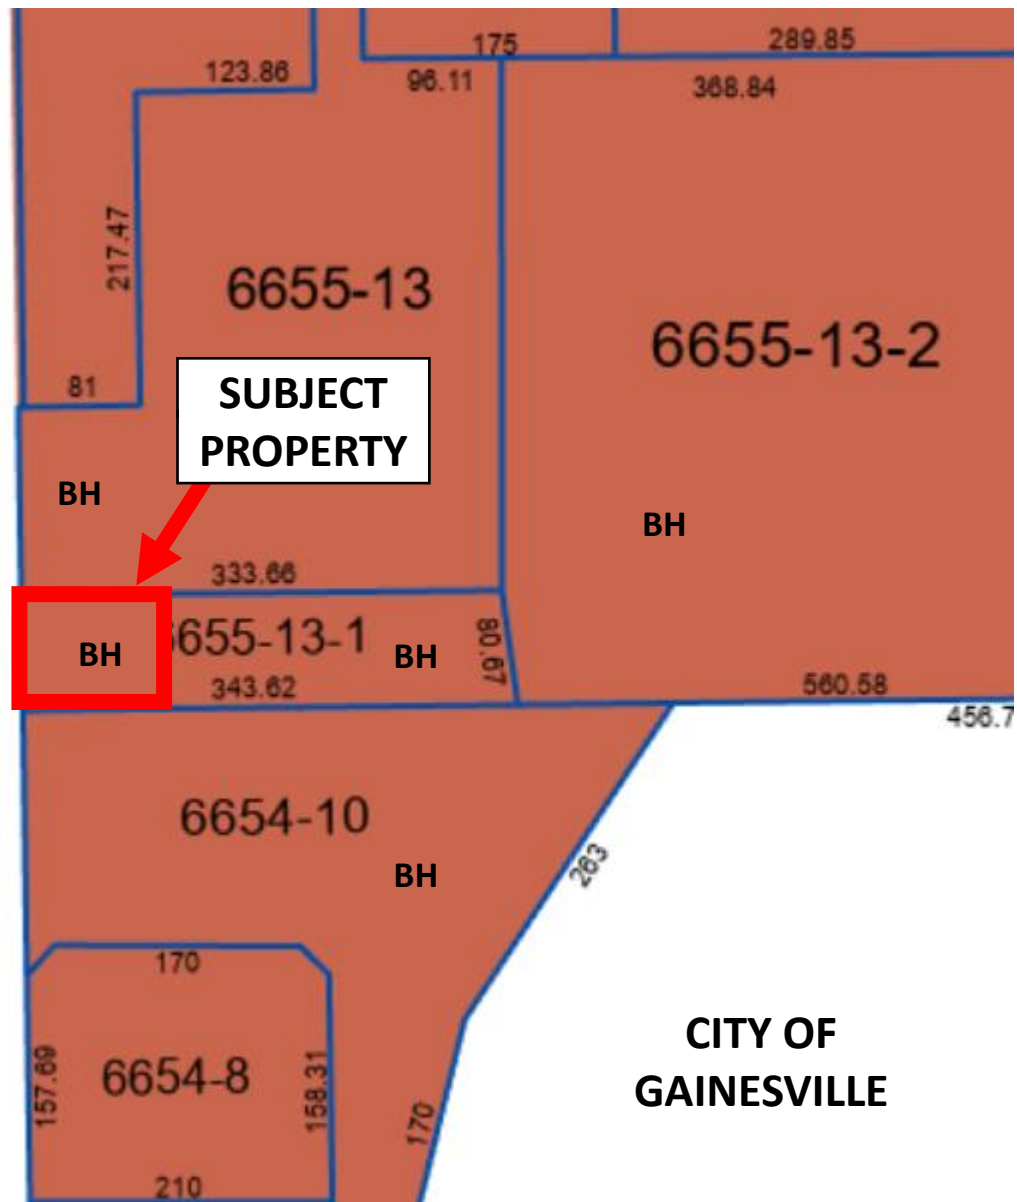 175
289.85
123.86
96.11
368.84
217.47
6655-13
6655-13-2
81
SUBJECT
PROPERTY
BH
BH
333.66
6655-13-1
BH
BH
80.67
343.62
560.58
456.7
6654-10
263
BH
170
CITY OF
GAINESVILLE
157.69
6654-8
158.31
170
210